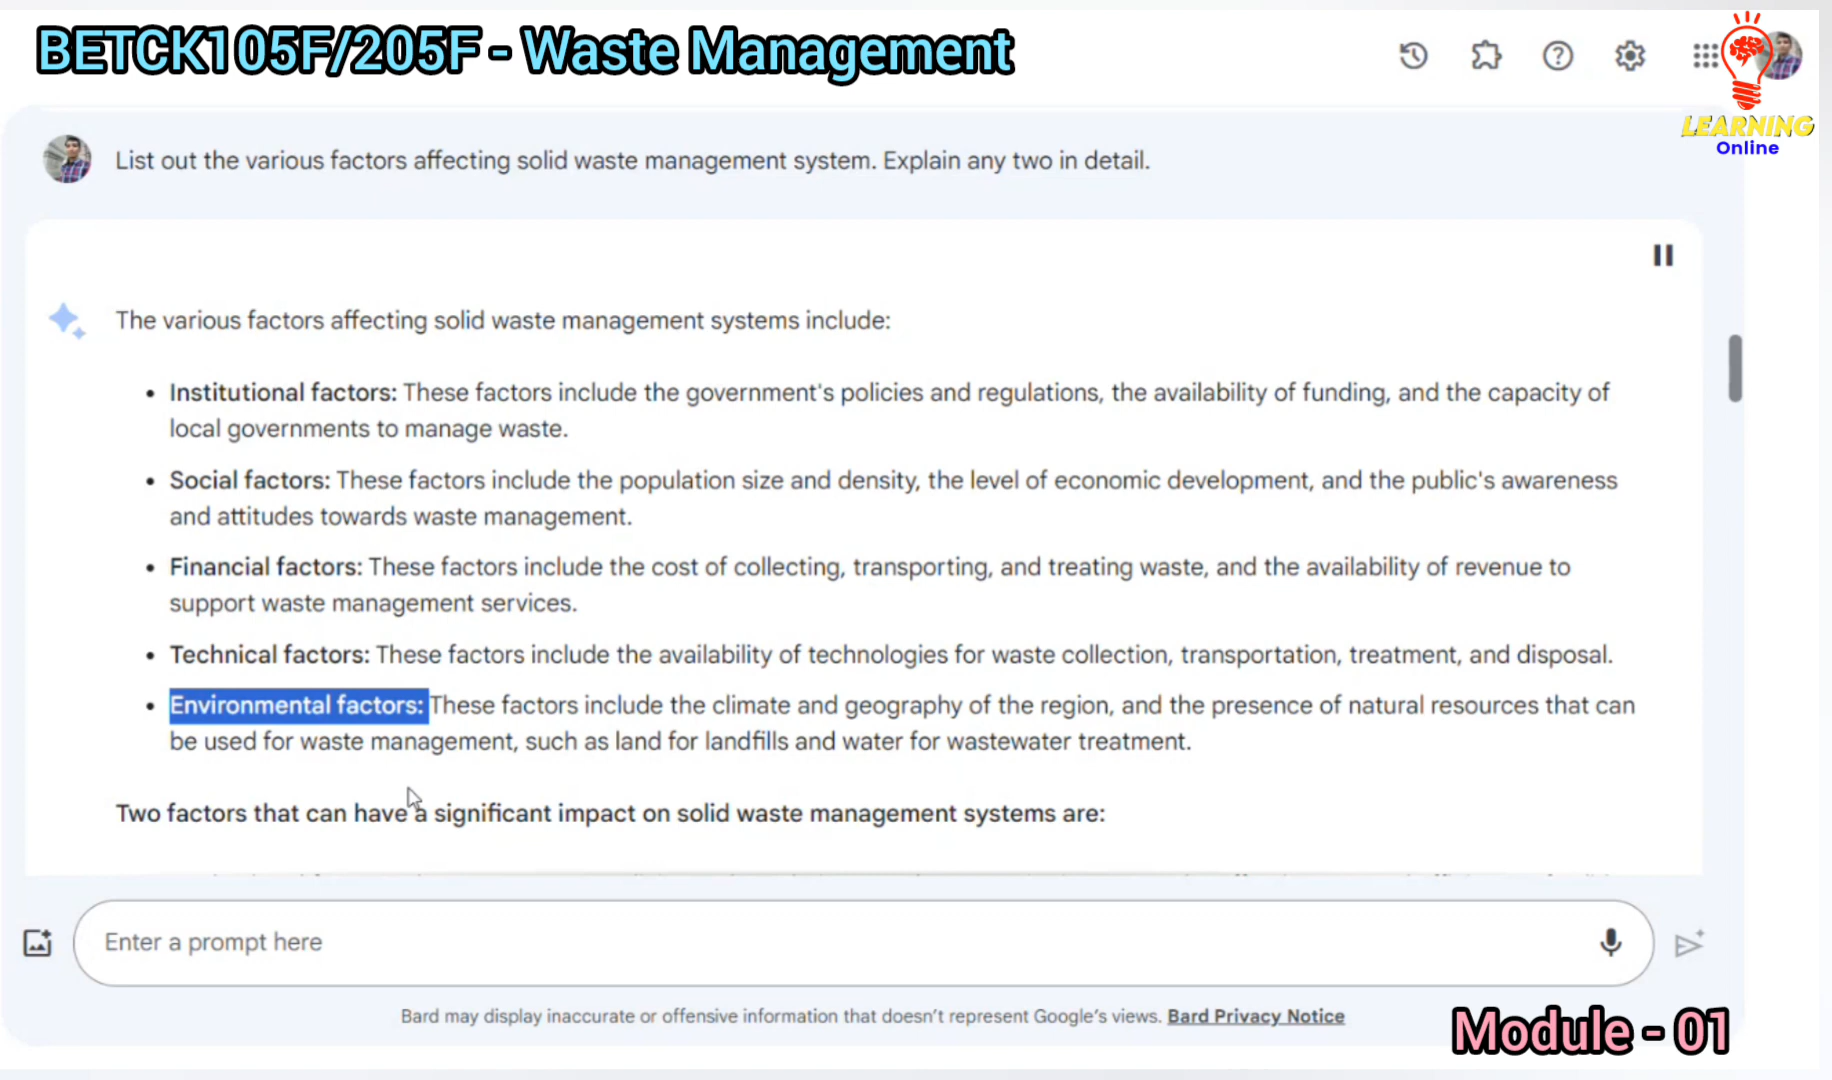 BETCK105F/205F - Waste Management
LEARNING
Online
List out the various factors affecting solid waste management system. Explain any two in detail.
The various factors affecting solid waste management systems include:
• Institutional factors: These factors include the government's policies and regulations, the availability of funding, and the capacity of
local governments to manage waste.
• Social factors: These factors include the population size and density, the level of economic development, and the public's awareness
and attitudes towards waste management.
• Financial factors: These factors include the cost of collecting, transporting, and treating waste, and the availability of revenue to
support waste management services.
• Technical factors: These factors include the availability of technologies for waste collection, transportation, treatment, and disposal.
• Environmental factors: These factors include the climate and geography of the region, and the presence of natural resources that can
be used for waste management, such as land for landfills and water for wastewater treatment.
Two factors that can have a significant impact on solid waste management systems are:
Enter a prompt here
Bard may display inaccurate or offensive information that doesn't represent Google's views. Bard Privacy Notice
Module - 01